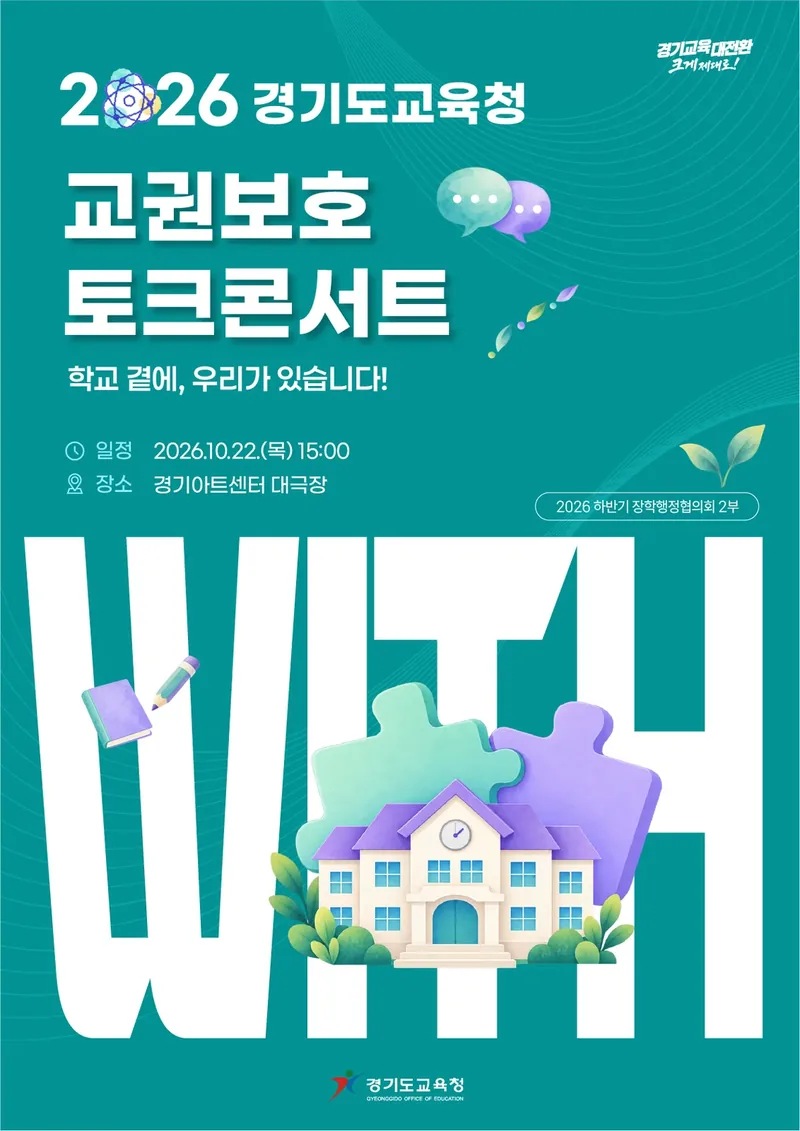 경기교육 대전환
크게 제대로!
2026 경기도교육청
교권보호
토크콘서트
학교 곁에, 우리가 있습니다!
일정 2026.10.22.(목) 15:00
장소 경기아트센터 대극장
2026 하반기 장학행정협의회 2부
WITH
경기도교육청
GYEONGGIDO OFFICE OF EDUCATION